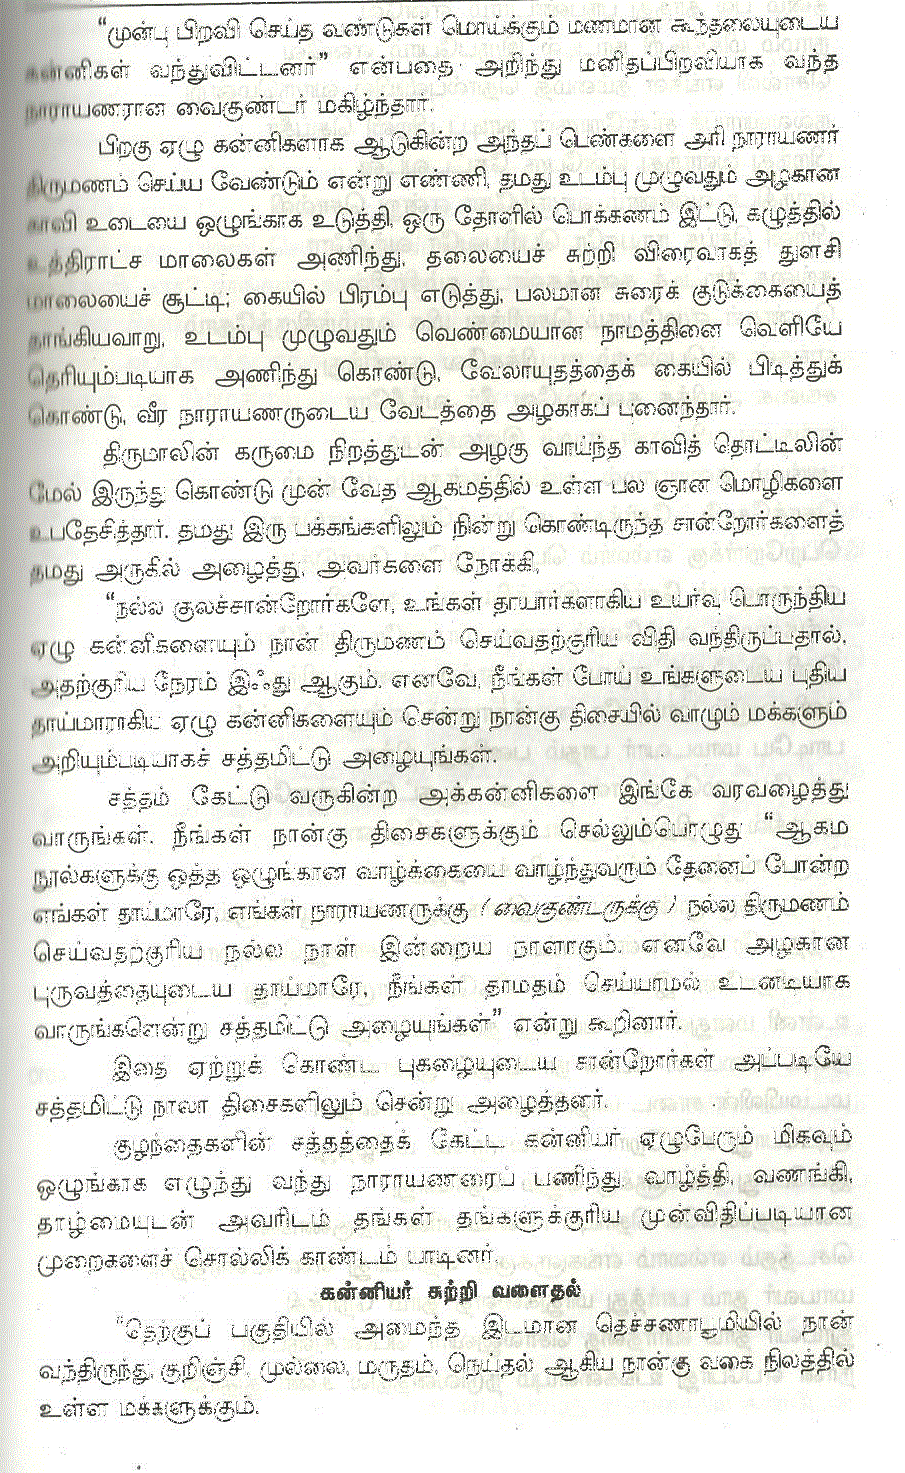 “முன்பு பிறவி செய்த வண்டுகள் மொய்க்கும் மணமான கூந்தலையுடைய
கன்னிகள் வந்துவிட்டனர்” என்பதை அறிந்து மனிதப்பிறவியாக வந்த
நாராயணரான வைகுண்டர் மகிழ்ந்தார்.
பிறகு ஏழு கன்னிகளாக ஆடுகின்ற அந்தப் பெண்களை அரி நாராயணர்
திருமணம் செய்ய வேண்டும் என்று எண்ணி, தமது உடம்பு முழுவதும் அழகான
காவி உடையை ஒழுங்காக உடுத்தி, ஒரு தோளில் பொக்கணம் இட்டு, கழுத்தில்
உத்திராட்ச மாலைகள் அணிந்து, தலையைச் சுற்றி விரைவாகத் துளசி
மாலையைச் சூட்டி; கையில் பிரம்பு எடுத்து, பலமான சுரைக் குடுக்கையைத்
தாங்கியவாறு, உடம்பு முழுவதும் வெண்மையான நாமத்தினை வெளியே
தெரியும்படியாக அணிந்து கொண்டு, வேலாயுதத்தைக் கையில் பிடித்துக்
கொண்டு, வீர நாராயணருடைய வேடத்தை அழகாகப் புனைந்தார்.
திருமாலின் கருமை நிறத்துடன் அழகு வாய்ந்த காவித் தொட்டிலின்
மேல் இருந்து கொண்டு முன் வேத ஆகமத்தில் உள்ள பல ஞான மொழிகளை
உபதேசித்தார். தமது இரு பக்கங்களிலும் நின்று கொண்டிருந்த சான்றோர்களைத்
தமது அருகில் அழைத்து, அவர்களை நோக்கி,
“நல்ல குலச்சான்றோர்களே, உங்கள் தாயார்களாகிய உயர்வு பொருந்திய
ஏழு கன்னிகளையும் நான் திருமணம் செய்வதற்குரிய விதி வந்திருப்பதால்,
அதற்குரிய நேரம் இஃது ஆகும். எனவே, நீங்கள் போய் உங்களுடைய புதிய
தாய்மாராகிய ஏழு கன்னிகளையும் சென்று நான்கு திசையில் வாழும் மக்களும்
அறியும்படியாகச் சத்தமிட்டு அழையுங்கள்.
சத்தம் கேட்டு வருகின்ற அக்கன்னிகளை இங்கே வரவழைத்து
வாருங்கள். நீங்கள் நான்கு திசைகளுக்கும் செல்லும்பொழுது “ஆகம
நூல்களுக்கு ஒத்த ஒழுங்கான வாழ்க்கையை வாழ்ந்துவரும் தேனைப் போன்ற
எங்கள் தாய்மாரே, எங்கள் நாராயணருக்கு (வைகுண்டருக்கு) நல்ல திருமணம்
செய்வதற்குரிய நல்ல நாள் இன்றைய நாளாகும். எனவே அழகான
புருவத்தையுடைய தாய்மாரே, நீங்கள் தாமதம் செய்யாமல் உடனடியாக
வாருங்களென்று சத்தமிட்டு அழையுங்கள்” என்று கூறினார்.
இதை ஏற்றுக் கொண்ட புகழையுடைய சான்றோர்கள் அப்படியே
சத்தமிட்டு நாலா திசைகளிலும் சென்று அழைத்தனர்.
குழந்தைகளின் சத்தத்தைக் கேட்ட கன்னியர் ஏழுபேரும் மிகவும்
ஒழுங்காக எழுந்து வந்து நாராயணரைப் பணிந்து, வாழ்த்தி, வணங்கி,
தாழ்மையுடன் அவரிடம் தங்கள் தங்களுக்குரிய முன்விதிப்படியான
முறைகளைச் சொல்லிக் காண்டம் பாடினர்.
கன்னியர் சுற்றி வளைதல்
“தெற்குப் பகுதியில் அமைந்த இடமான தெச்சணாபூமியில் நான்
வந்திருந்து, குறிஞ்சி, முல்லை, மருதம், நெய்தல் ஆகிய நான்கு வகை நிலத்தில்
உள்ள மக்களுக்கும்,